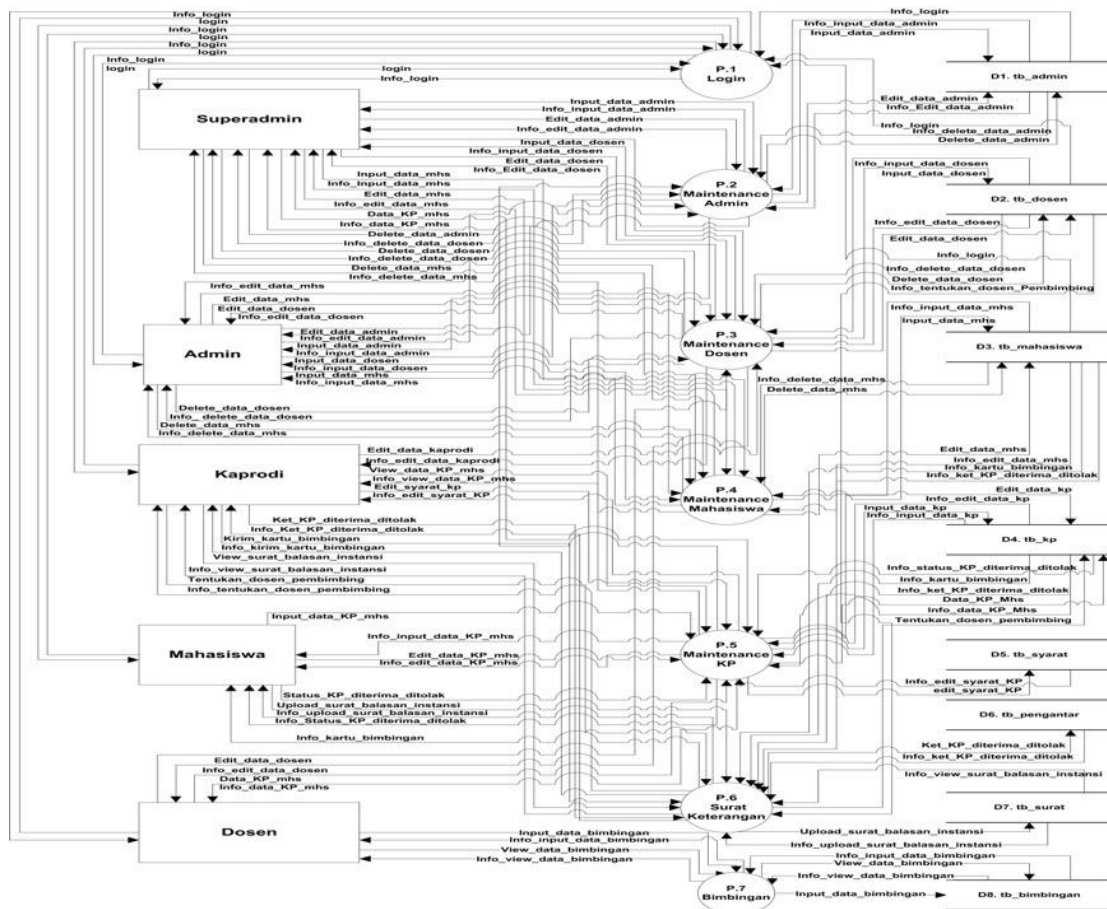 Info_login
login
Info_login
login
Info_login
login
Info_login
login
Info_login
login
Info_login
P.1
Login
Info_login
Info_input_data_admin
Input_data_admin
D1. tb_admin
Edit_data_admin
Info_Edit_data_admin
Info_login
Info_delete_data_admin
Delete_data_admin
Superadmin
Input_data_admin
Info_input_data_admin
Edit_data_admin
Info_edit_data_admin
Input_data_dosen
Info_input_data_dosen
Edit_data_dosen
Info_Edit_data_dosen
Input_data_mhs
Info_Input_data_mhs
Edit_data_mhs
Info_edit_data_mhs
Data_KP_mhs
Info_data_KP_mhs
Delete_data_admin
Info_delete_data_dosen
Delete_data_dosen
Info_delete_data_dosen
Delete_data_mhs
Info_delete_data_mhs
P.2
Maintenance
Admin
Info_input_data_dosen
Input_data_dosen
D2. tb_dosen
Info_edit_data_dosen
Edit_data_dosen
Info_login
Info_delete_data_dosen
Delete_data_dosen
Info_tentukan_dosen_Pembimbing
Info_input_data_mhs
Input_data_mhs
Info_edit_data_mhs
Edit_data_mhs
Edit_data_dosen
Info_edit_data_dosen
Admin
Edit_data_admin
Info_edit_data_admin
Input_data_admin
Info_input_data_admin
Input_data_dosen
Info_input_data_dosen
Input_data_mhs
Info_input_data_mhs
P.3
Maintenance
Dosen
D3. tb_mahasiswa
Info_delete_data_mhs
Delete_data_mhs
Delete_data_dosen
Info_ delete_data_dosen
Delete_data_mhs
Info_delete_data_mhs
Kaprodi
Edit_data_kaprodi
Info_edit_data_kaprodi
View_data_KP_mhs
Info_view_data_KP_mhs
Edit_syarat_kp
Info_edit_syarat_KP
P.4
Maintenance
Mahasiswa
Edit_data_mhs
Info_edit_data_mhs
Info_kartu_bimbingan
Info_ket_KP_diterima_ditolak
Edit_data_kp
Info_edit_data_kp
Input_data_kp
Info_input_data_kp
D4. tb_kp
Ket_KP_diterima_ditolak
Info_Ket_KP_diterima_ditolak
Kirim_kartu_bimbingan
Info_kirim_kartu_bimbingan
View_surat_balasan_instansi
Info_view_surat_balasan_instansi
Tentukan_dosen_pembimbing
Info_tentukan_dosen_pembimbing
Info_status_KP_diterima_ditolak
Info_kartu_bimbingan
Info_ket_KP_diterima_ditolak
Data_KP_Mhs
Info_data_KP_Mhs
Tentukan_dosen_pembimbing
Mahasiswa
Input_data_KP_mhs
Info_input_data_KP_mhs
Edit_data_KP_mhs
Info_edit_data_KP_mhs
P.5
Maintenance
KP
D5. tb_syarat
Info_edit_syarat_KP
edit_syarat_KP
Status_KP_diterima_ditolak
Upload_surat_balasan_instansi
Info_upload_surat_balasan_instansi
Info_Status_KP_diterima_ditolak
Info_kartu_bimbingan
D6. tb_pengantar
Ket_KP_diterima_ditolak
Info_ket_KP_diterima_ditolak
Info_view_surat_balasan_instansi
Edit_data_dosen
Info_edit_data_dosen
Data_KP_mhs
Info_data_KP_mhs
P.6
Surat
Keterangan
D7. tb_surat
Upload_surat_balasan_instansi
Info_upload_surat_balasan_instansi
Dosen
Input_data_bimbingan
Info_input_data_bimbingan
View_data_bimbingan
Info_view_data_bimbingan
P.7
Bimbingan
Info_input_data_bimbingan
View_data_bimbingan
Info_view_data_bimbingan
Input_data_bimbingan
D8. tb_bimbingan